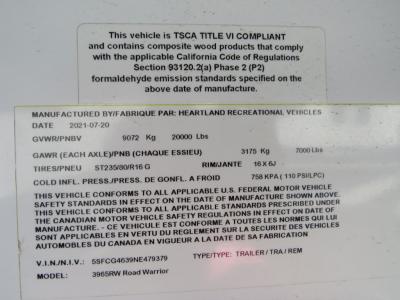 This vehicle is TSCA TITLE VI COMPLIANT
and contains composite wood products that comply
with the applicable California Code of Regulations
Section 93120.2(a) Phase 2 (P2)
formaldehyde emission standards specified on the
above date of manufacture.
MANUFACTURED BY/FABRIQUE PAR: HEARTLAND RECREATIONAL VEHICLES
DATE 2021-07-20
GVWR/PNBV 9072 Kg 20000 Lbs
GAWR (EACH AXLE)/PNB (CHAQUE ESSIEU) 3175 Kg 7000 Lbs
TIRES/PNEU ST235/80/R16 G RIM/JANTE 16 X 6J
COLD INFL. PRESS./PRESS. DE GONFL. A FROID 758 KPA ( 110 PSI/LPC)
THIS VEHICLE CONFORMS TO ALL APPLICABLE U.S. FEDERAL MOTOR VEHICLE
SAFETY STANDARDS IN EFFECT ON THE DATE OF MANUFACTURE SHOWN ABOVE.
THIS VEHICLE CONFORMS TO ALL APPLICABLE STANDARDS PRESCRIBED UNDER
THE CANADIAN MOTOR VEHICLE SAFETY REGULATIONS IN EFFECT ON DATE OF
MANUFACTURE. - CE VEHICULE EST CONFORME A TOUTES LES NORMES QUI LUI
SONT APPLICABLES EN VERTU DU REGLEMENT SUR LA SECURITE DES VEHICULES
AUTOMOBILES DU CANADA EN VIGUEUR A LA DATE DE SA FABRICATION
V.I.N./N.I.V.: 5SFCG4639NE479379 TYPE/TYPE: TRAILER / TRA / REM
MODEL: 3965RW Road Warrior